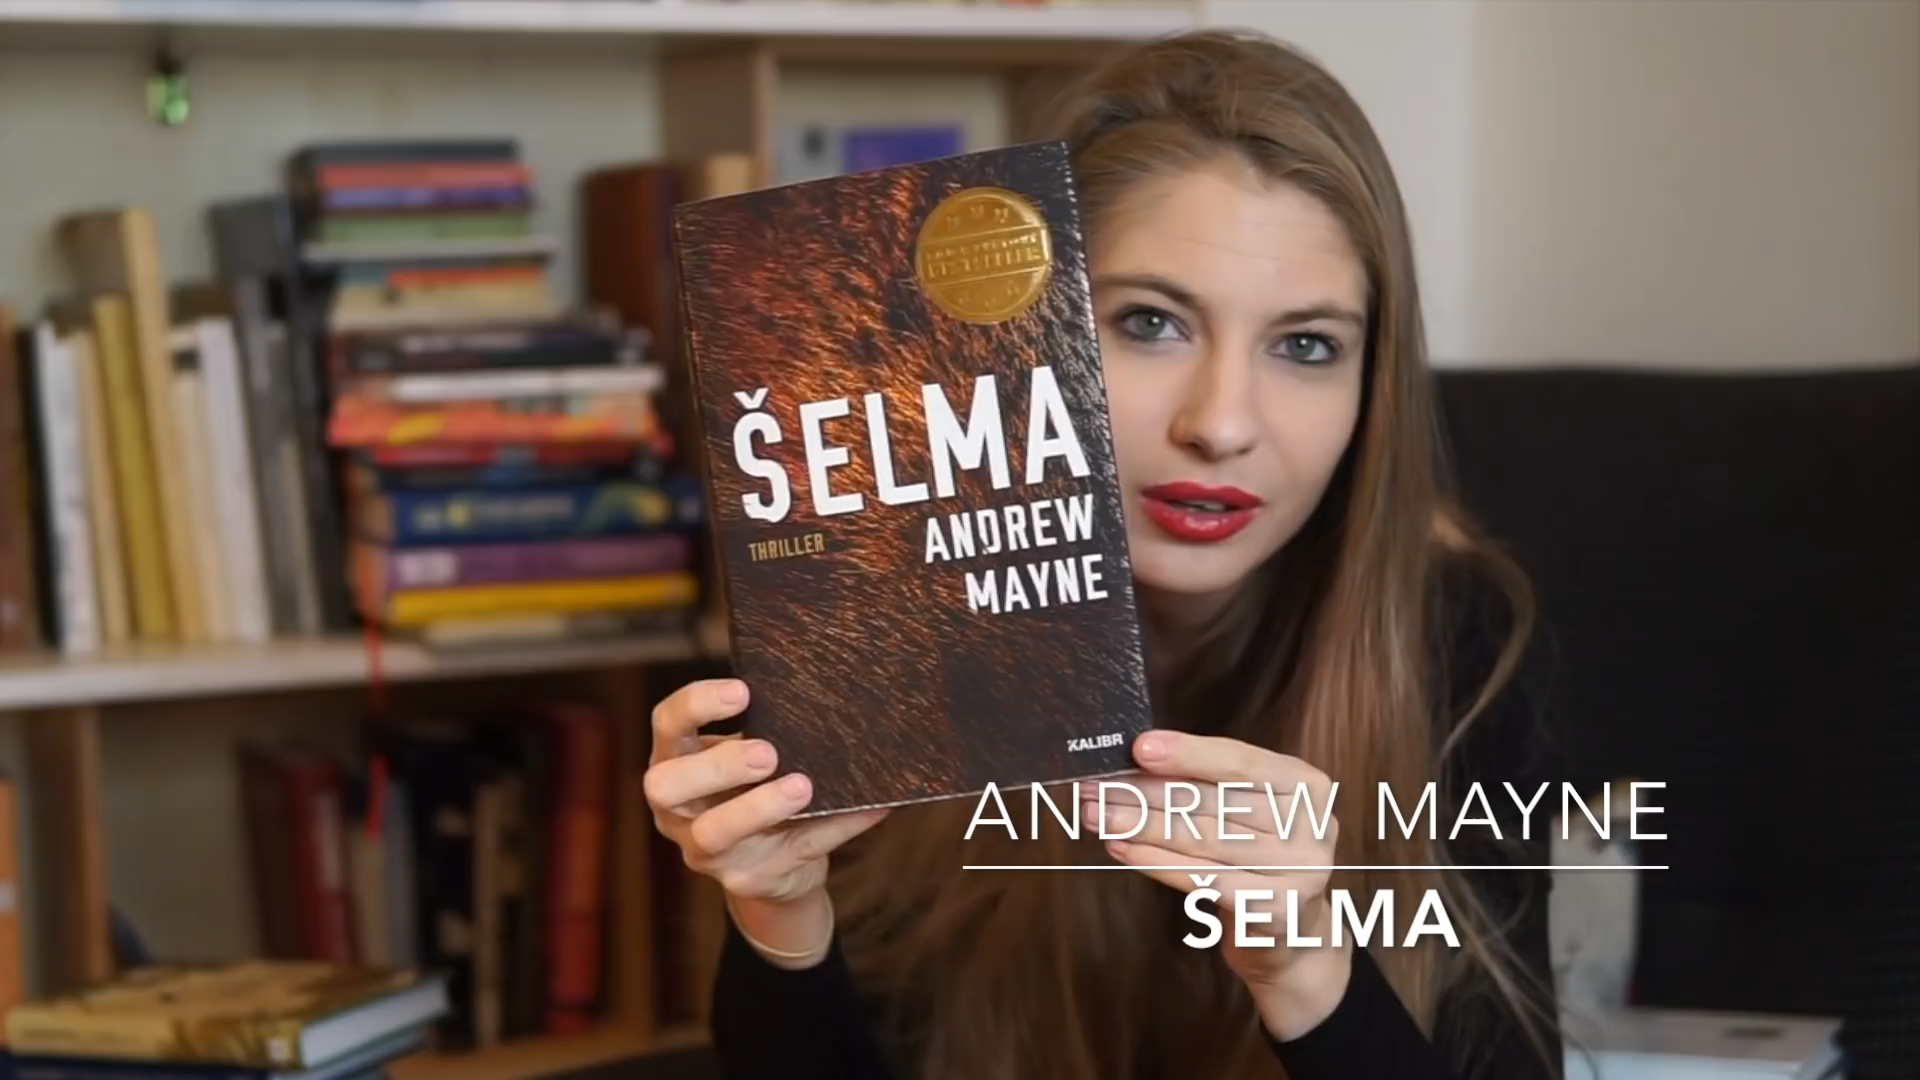 ŠELMA
THRILLER
ANDREW
MAYNE
KALIBR
ANDREW MAYNE
ŠELMA